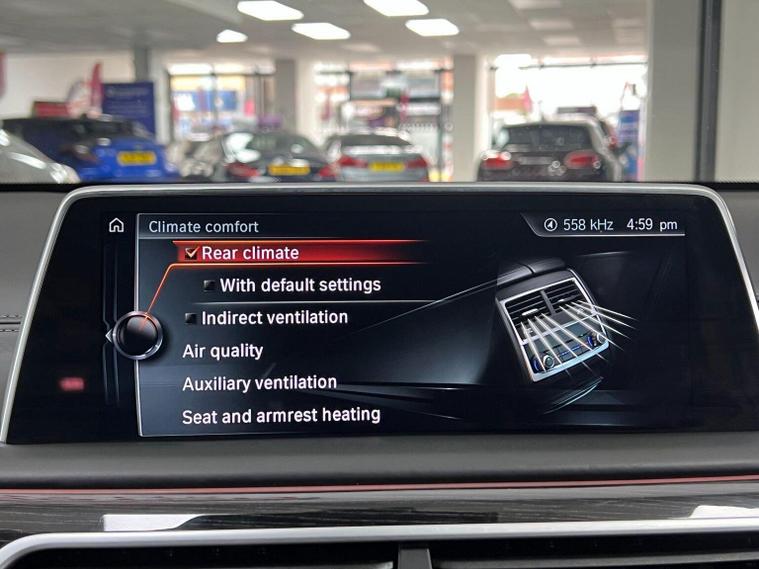 Climate comfort
558 kHz 4:59 pm
Rear climate
With default settings
Indirect ventilation
Air quality
Auxiliary ventilation
Seat and armrest heating